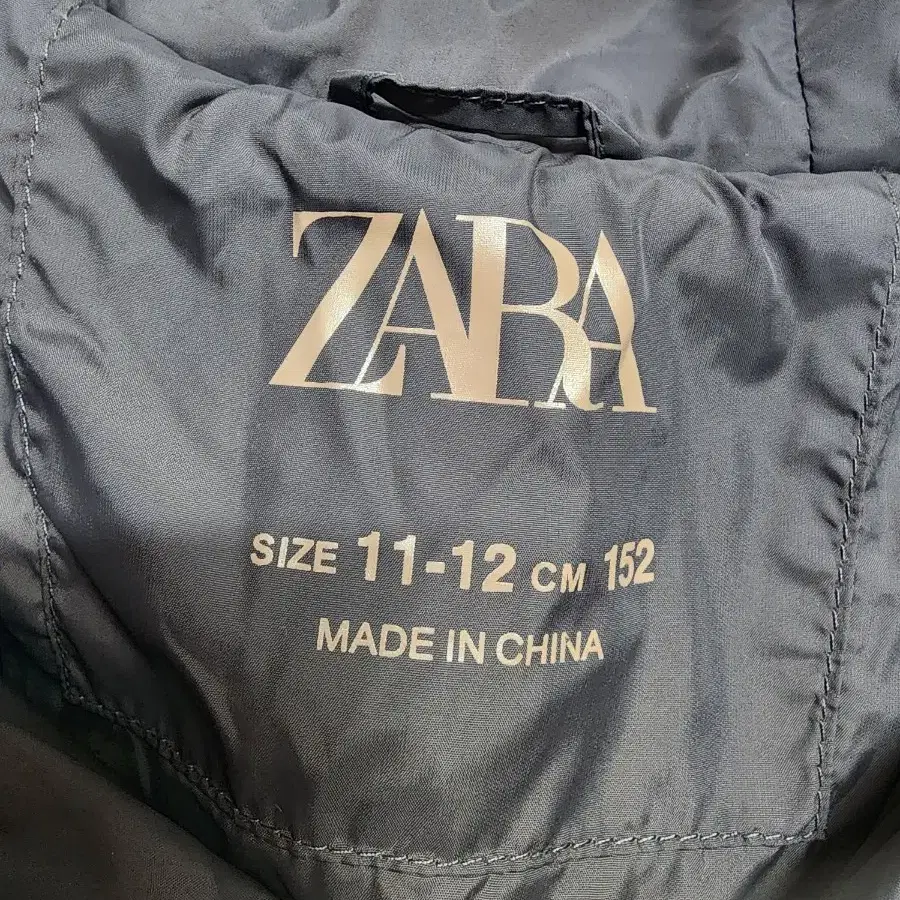 ZARA
SIZE 11-12 CM 152
MADE IN CHINA